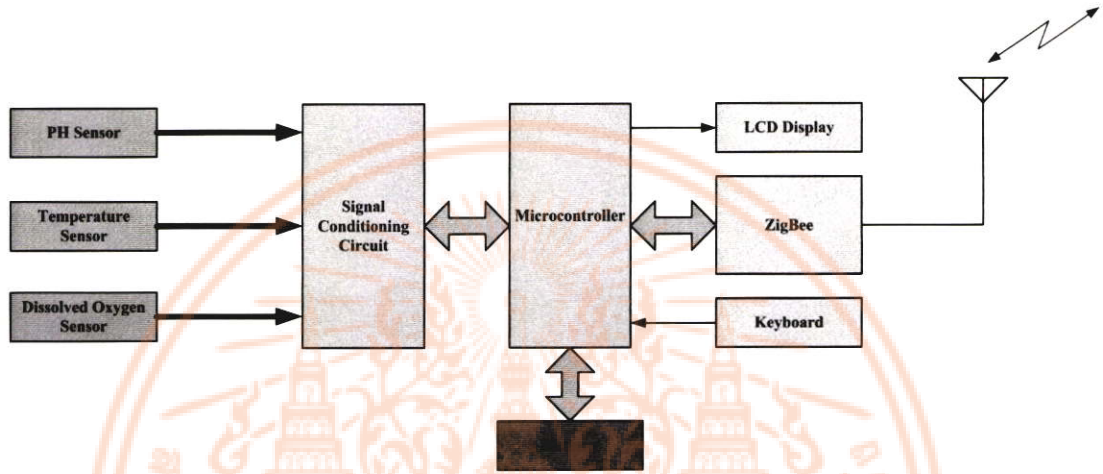 PH Sensor
Temperature
Sensor
Dissolved Oxygen
Sensor
Signal
Conditioning
Circuit
Microcontroller
LCD Display
ZigBee
Keyboard